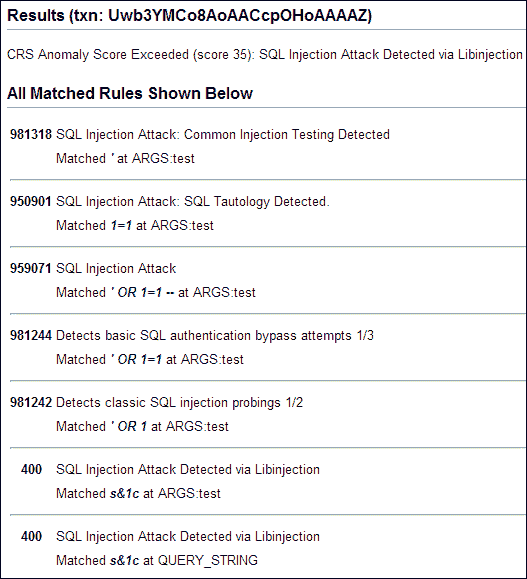 Results (txn: Uwb3YMCo8AoAACcpOHoAAAAZ)
CRS Anomaly Score Exceeded (score 35): SQL Injection Attack Detected via Libinjection
All Matched Rules Shown Below
981318 SQL Injection Attack: Common Injection Testing Detected
Matched ' at ARGS:test
950901 SQL Injection Attack: SQL Tautology Detected.
Matched 1=1 at ARGS:test
959071 SQL Injection Attack
Matched ' OR 1=1 -- at ARGS:test
981244 Detects basic SQL authentication bypass attempts 1/3
Matched ' OR 1=1 at ARGS:test
981242 Detects classic SQL injection probings 1/2
Matched ' OR 1 at ARGS:test
400 SQL Injection Attack Detected via Libinjection
Matched s&1c at ARGS:test
400 SQL Injection Attack Detected via Libinjection
Matched s&1c at QUERY_STRING